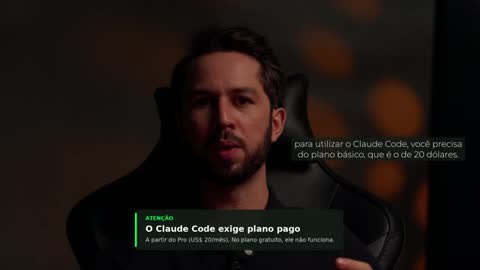 para utilizar o Claude Code, você precisa
do plano básico, que é o de 20 dólares.
ATENÇÃO
O Claude Code exige plano pago
A partir do Pro (US$ 20/mês). No plano gratuito, ele não funciona.